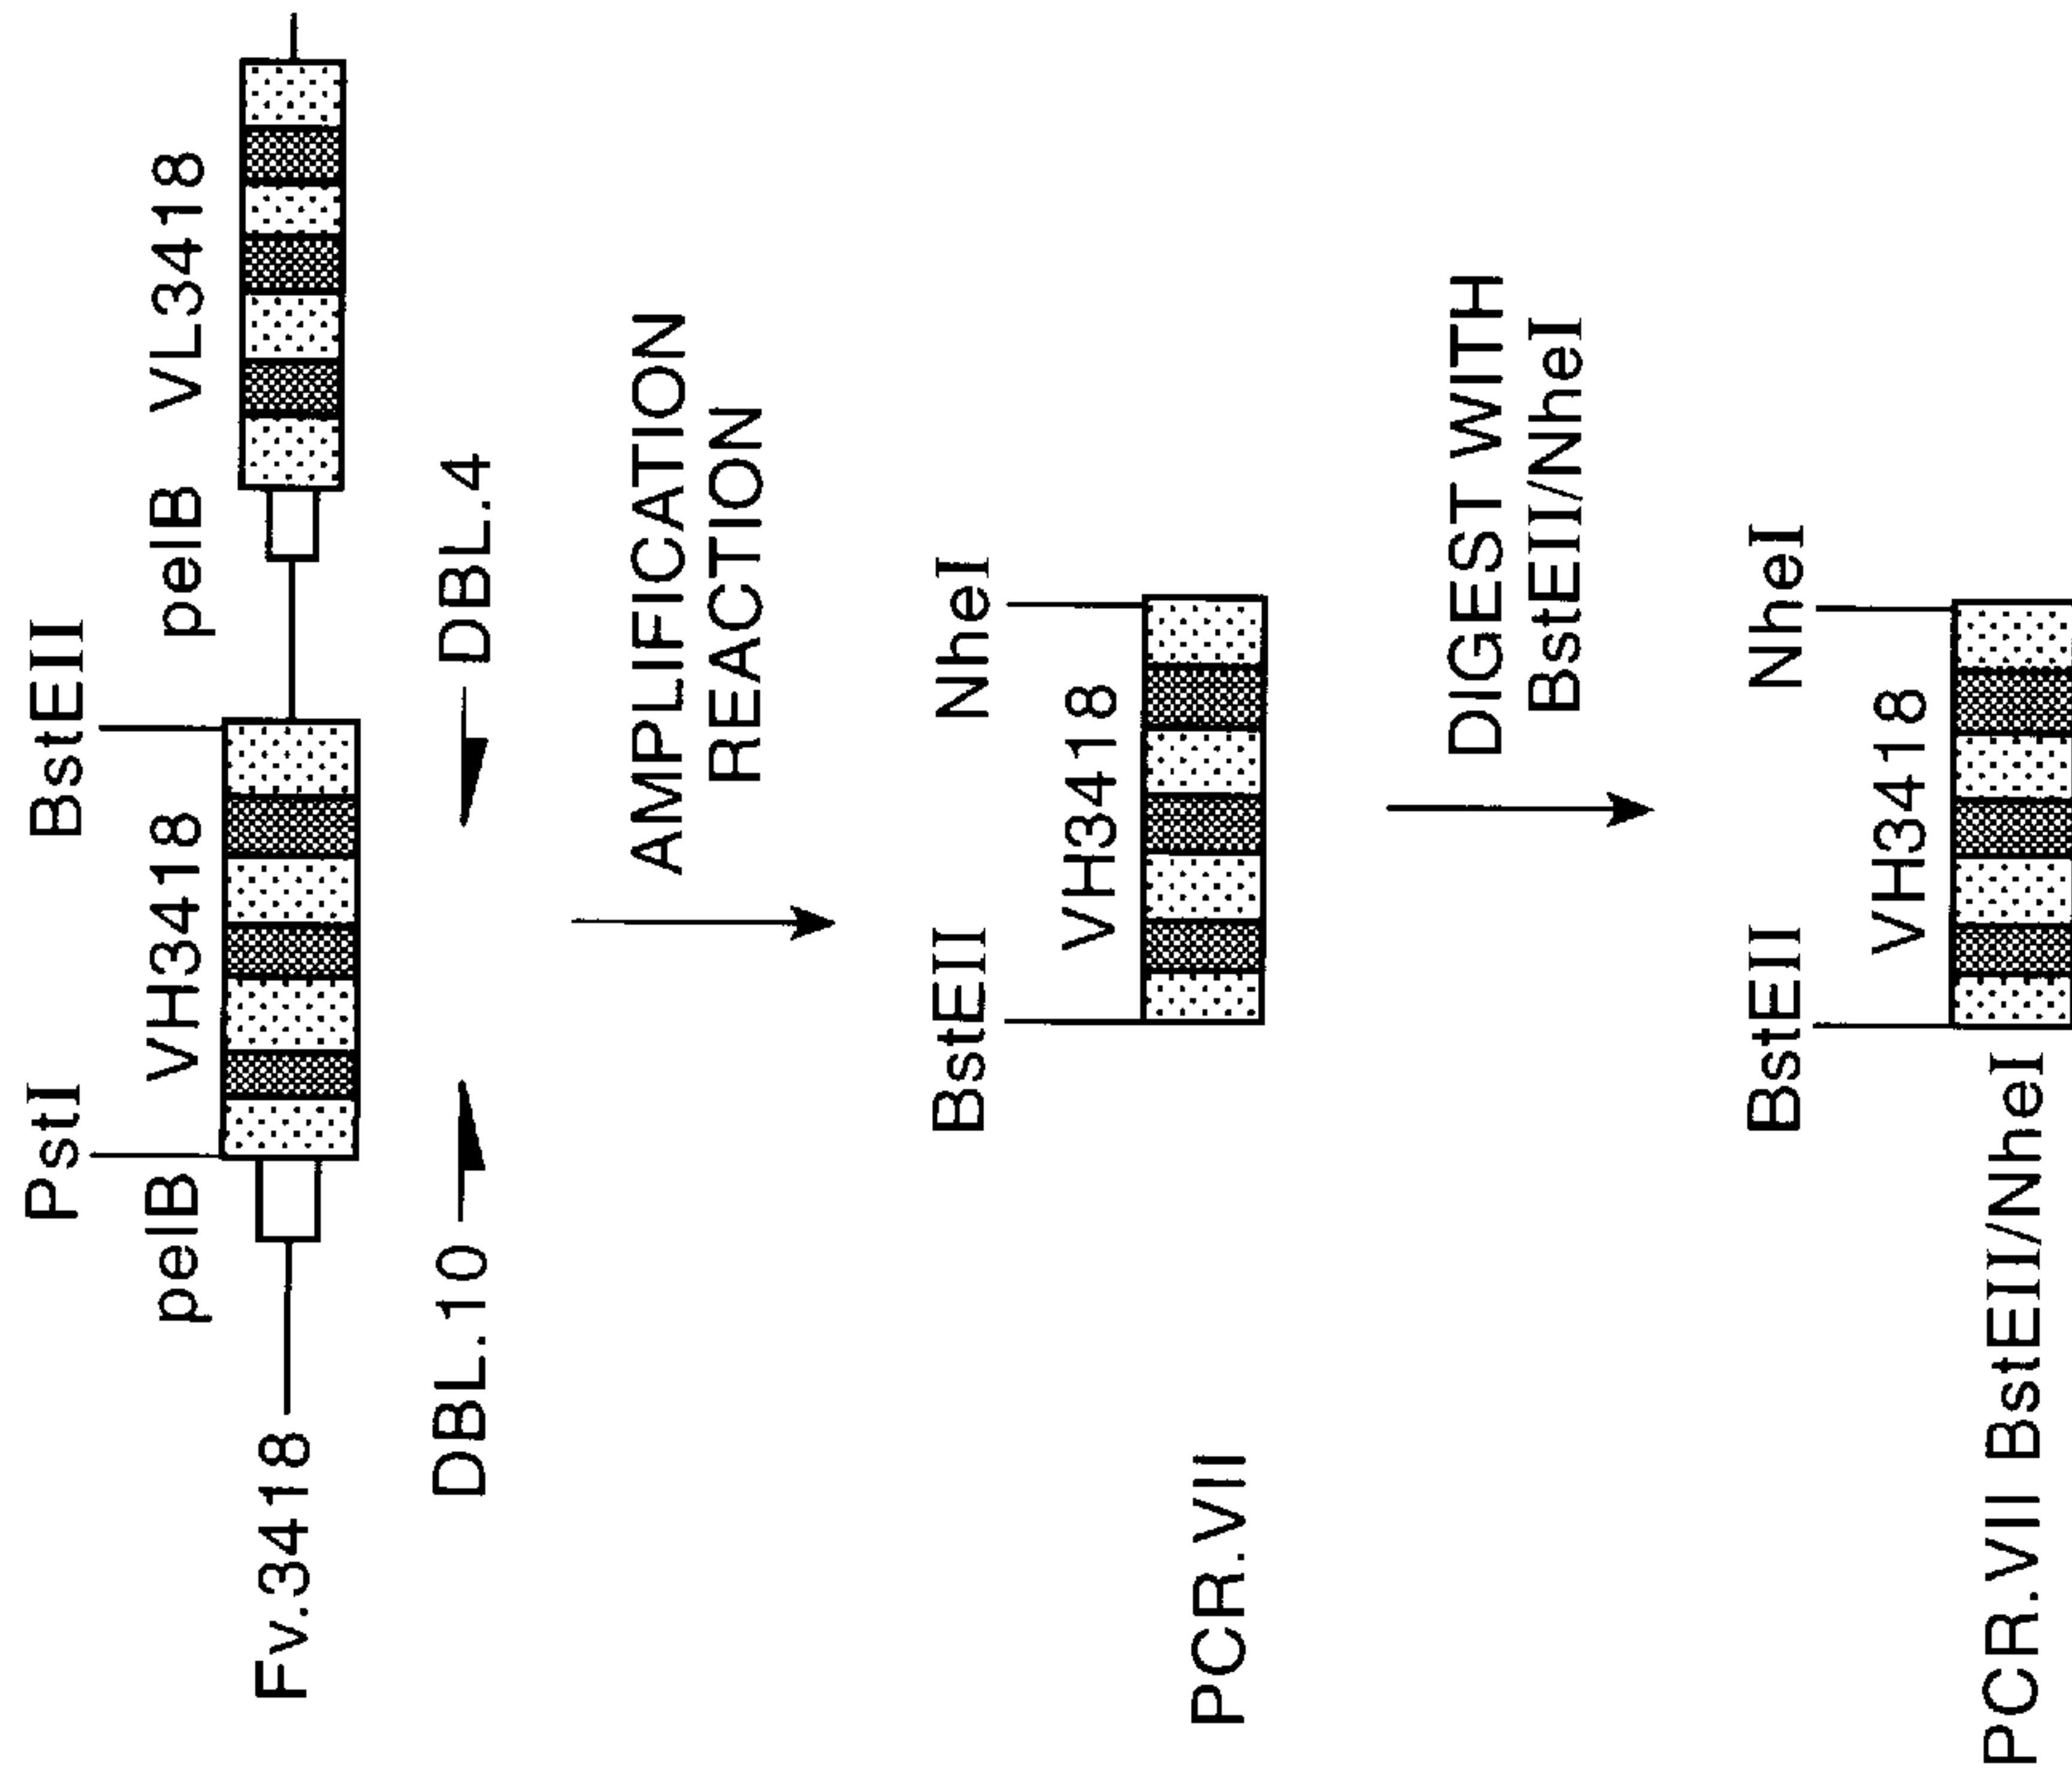 PstI BstEII
pelB VH3418 pelB VL3418
Fv.3418
DBL.10 DBL.4
AMPLIFICATION
REACTION
BstEII NheI
VH3418
PCR.VII
DIGEST WITH
BstEII/NheI
BstEII NheI
VH3418
PCR.VII BstEII/NheI